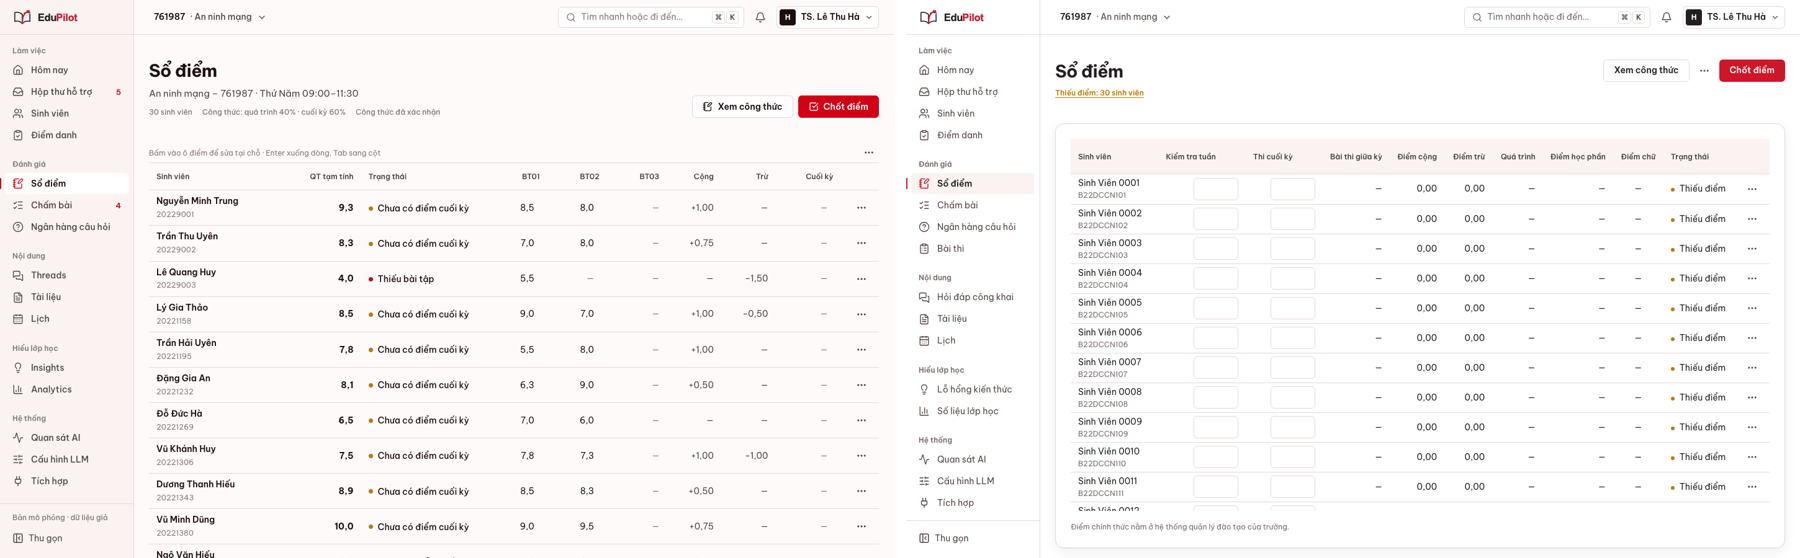 EduPilot
761987 · An ninh mạng
Tìm nhanh hoặc đi đến...
⌘ K
H TS. Lê Thu Hà
Làm việc
Hôm nay
Hộp thư hỗ trợ 5
Sinh viên
Điểm danh
Đánh giá
Sổ điểm
Chấm bài 4
Ngân hàng câu hỏi
Nội dung
Threads
Tài liệu
Lịch
Hiểu lớp học
Insights
Analytics
Hệ thống
Quan sát AI
Cấu hình LLM
Tích hợp
Bản mô phỏng · dữ liệu giả
Thu gọn
Sổ điểm
An ninh mạng – 761987 · Thứ Năm 09:00–11:30
30 sinh viên Công thức: quá trình 40% · cuối kỳ 60% Công thức đã xác nhận
Xem công thức
Chốt điểm
Bấm vào ô điểm để sửa tại chỗ · Enter xuống dòng, Tab sang cột
Sinh viên QT tạm tính Trạng thái BT01 BT02 BT03 Cộng Trừ Cuối kỳ
Nguyễn Minh Trung 9,3 Chưa có điểm cuối kỳ 8,5 8,0 – +1,00 – –
20229001
Trần Thu Uyên 8,3 Chưa có điểm cuối kỳ 7,0 8,0 – +0,75 – –
20229002
Lê Quang Huy 4,0 Thiếu bài tập 5,5 – – – -1,50 –
20229003
Lý Gia Thảo 8,5 Chưa có điểm cuối kỳ 9,0 7,0 – +1,00 -0,50 –
20221158
Trần Hải Uyên 7,8 Chưa có điểm cuối kỳ 5,5 8,0 – +1,00 – –
20221195
Đặng Gia An 8,1 Chưa có điểm cuối kỳ 6,3 9,0 – +0,50 – –
20221232
Đỗ Đức Hà 6,5 Chưa có điểm cuối kỳ 7,0 6,0 – – – –
20221269
Vũ Khánh Huy 7,5 Chưa có điểm cuối kỳ 7,8 7,3 – +1,00 -1,00 –
20221306
Dương Thanh Hiếu 8,9 Chưa có điểm cuối kỳ 8,5 8,3 – +0,50 – –
20221343
Vũ Minh Dũng 10,0 Chưa có điểm cuối kỳ 9,0 9,5 – +0,75 – –
20221380
Ngô Văn Hiếu
EduPilot
761987 · An ninh mạng
Tìm nhanh hoặc đi đến...
⌘ K
H TS. Lê Thu Hà
Làm việc
Hôm nay
Hộp thư hỗ trợ
Sinh viên
Điểm danh
Đánh giá
Sổ điểm
Chấm bài
Ngân hàng câu hỏi
Bài thi
Nội dung
Hỏi đáp công khai
Tài liệu
Lịch
Hiểu lớp học
Lỗ hổng kiến thức
Số liệu lớp học
Hệ thống
Quan sát AI
Cấu hình LLM
Tích hợp
Thu gọn
Sổ điểm
Thiếu điểm: 30 sinh viên
Xem công thức
Chốt điểm
Sinh viên Kiểm tra tuần Thi cuối kỳ Bài thi giữa kỳ Điểm cộng Điểm trừ Quá trình Điểm học phần Điểm chữ Trạng thái
Sinh Viên 0001 – 0,00 0,00 – – – Thiếu điểm
B22DCCN101
Sinh Viên 0002 – 0,00 0,00 – – – Thiếu điểm
B22DCCN102
Sinh Viên 0003 – 0,00 0,00 – – – Thiếu điểm
B22DCCN103
Sinh Viên 0004 – 0,00 0,00 – – – Thiếu điểm
B22DCCN104
Sinh Viên 0005 – 0,00 0,00 – – – Thiếu điểm
B22DCCN105
Sinh Viên 0006 – 0,00 0,00 – – – Thiếu điểm
B22DCCN106
Sinh Viên 0007 – 0,00 0,00 – – – Thiếu điểm
B22DCCN107
Sinh Viên 0008 – 0,00 0,00 – – – Thiếu điểm
B22DCCN108
Sinh Viên 0009 – 0,00 0,00 – – – Thiếu điểm
B22DCCN109
Sinh Viên 0010 – 0,00 0,00 – – – Thiếu điểm
B22DCCN110
Sinh Viên 0011 – 0,00 0,00 – – – Thiếu điểm
B22DCCN111
Sinh Viên 0012
Điểm chính thức nằm ở hệ thống quản lý đào tạo của trường.